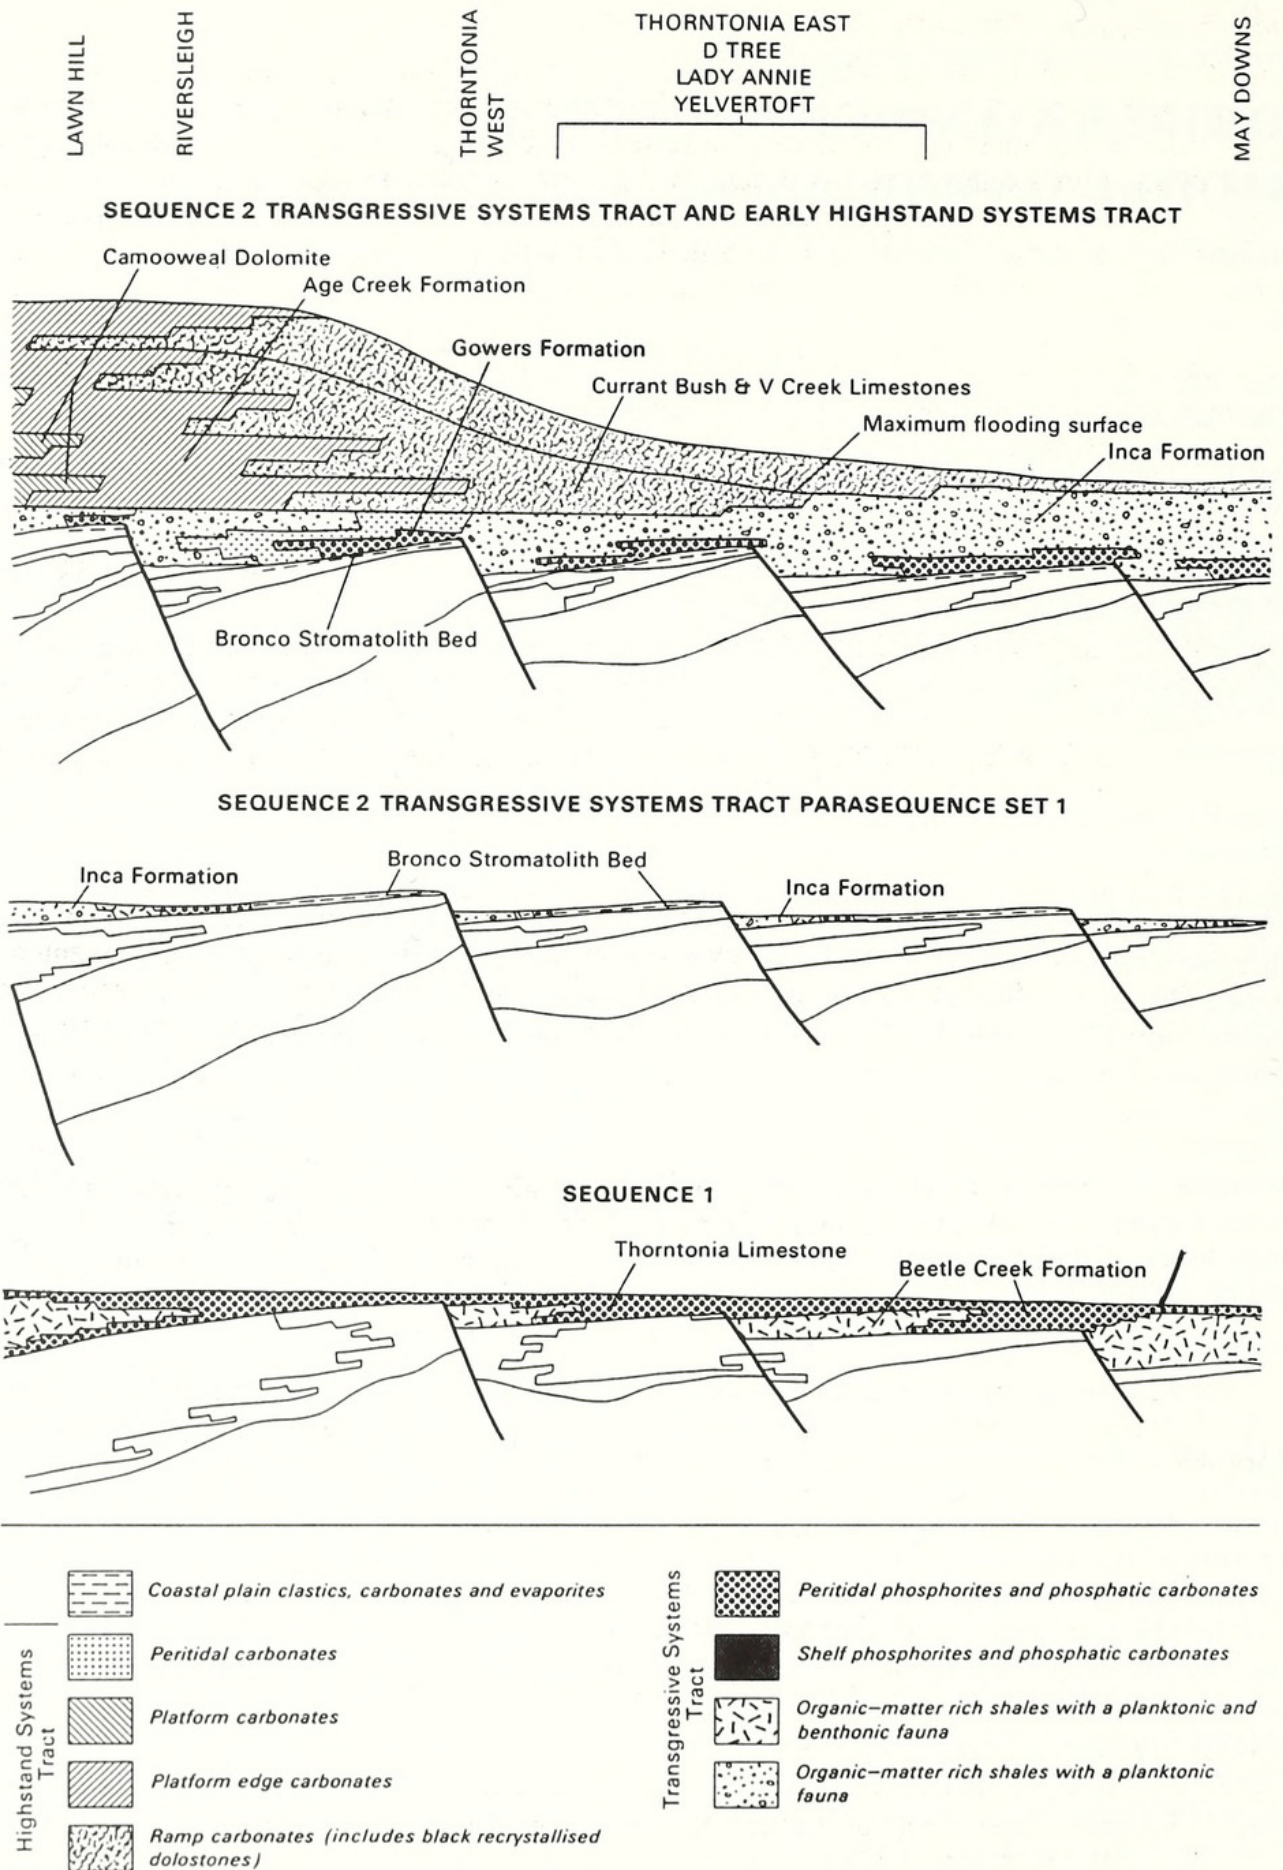 LAWN HILL
RIVERSLEIGH
THORNTONIA
WEST
THORNTONIA EAST
D TREE
LADY ANNIE
YELVERTOFT
MAY DOWNS
SEQUENCE 2 TRANSGRESSIVE SYSTEMS TRACT AND EARLY HIGHSTAND SYSTEMS TRACT
Camooweal Dolomite
Age Creek Formation
Gowers Formation
Currant Bush & V Creek Limestones
Maximum flooding surface
Inca Formation
Bronco Stromatolith Bed
SEQUENCE 2 TRANSGRESSIVE SYSTEMS TRACT PARASEQUENCE SET 1
Inca Formation
Bronco Stromatolith Bed
Inca Formation
SEQUENCE 1
Thorntonia Limestone
Beetle Creek Formation
Highstand Systems
Tract
Coastal plain clastics, carbonates and evaporites
Peritidal carbonates
Platform carbonates
Platform edge carbonates
Ramp carbonates (includes black recrystallised
dolostones)
Transgressive Systems
Tract
Peritidal phosphorites and phosphatic carbonates
Shelf phosphorites and phosphatic carbonates
Organic-matter rich shales with a planktonic and
benthonic fauna
Organic-matter rich shales with a planktonic
fauna